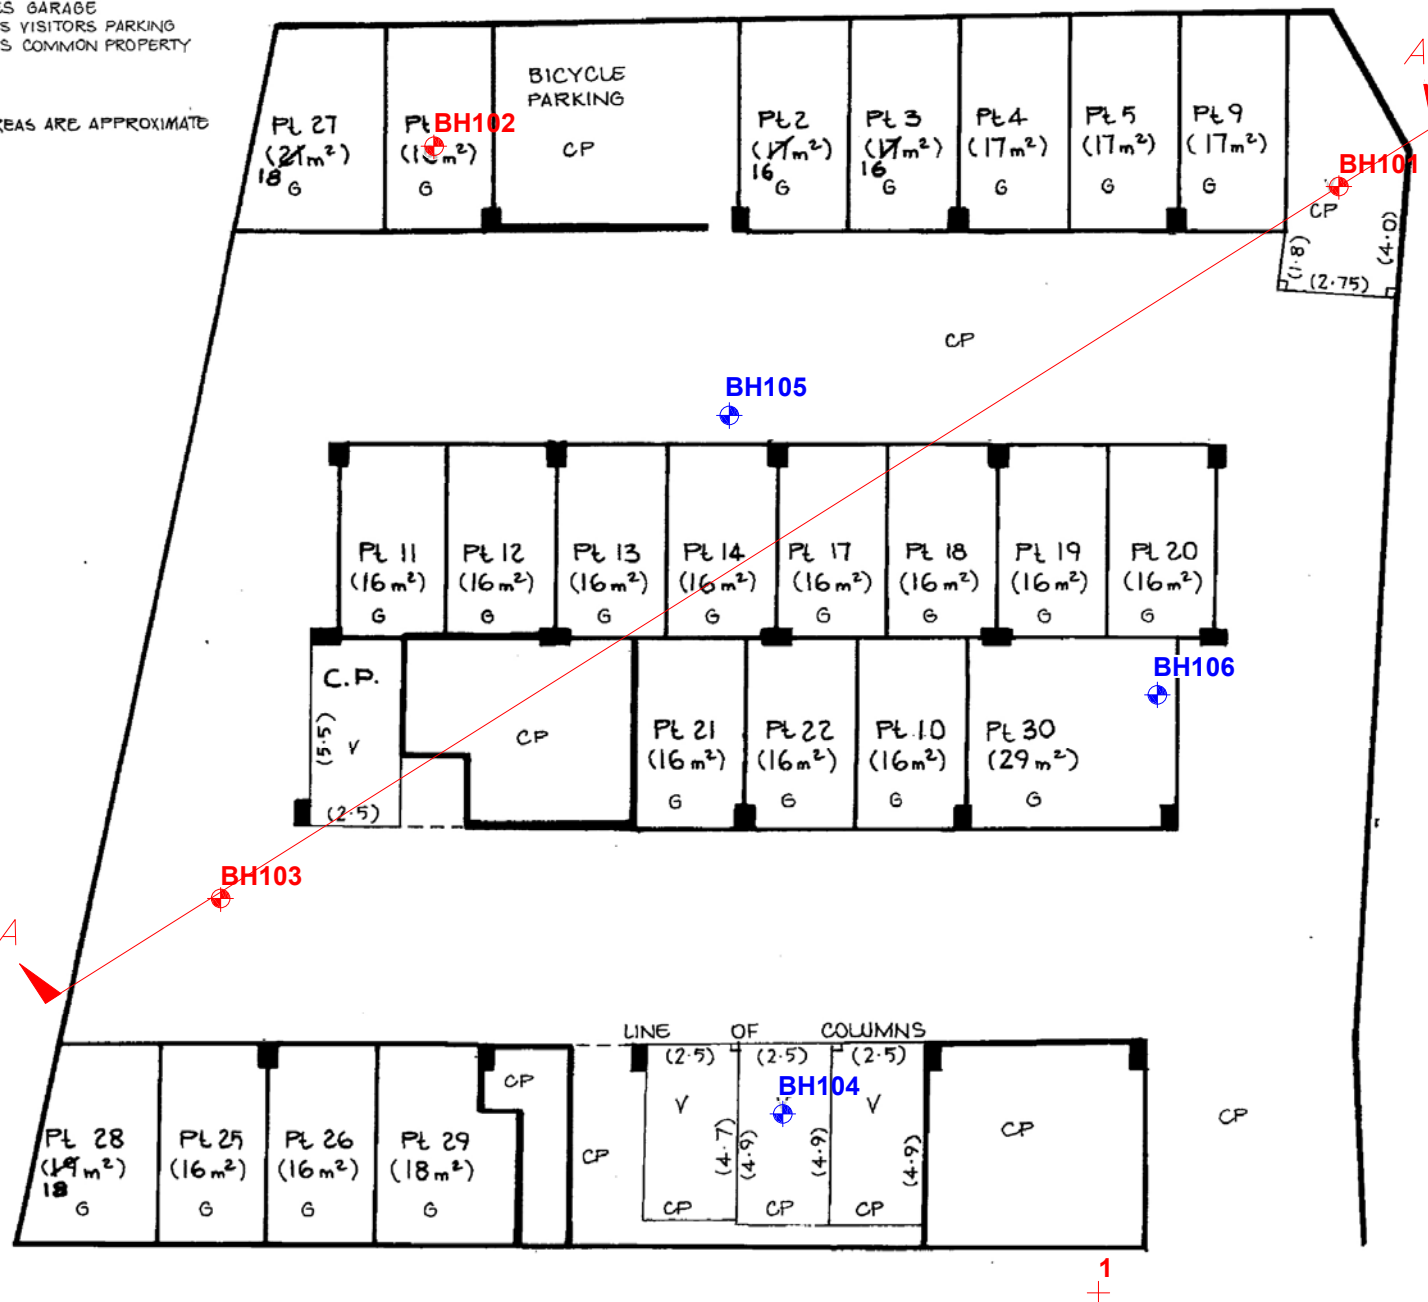 GARAGE
VISITORS PARKING
COMMON PROPERTY
AREAS ARE APPROXIMATE
BICYCLE
PARKING
CP
Pt 27
(21m²)
18
G
Pt
BH102
G
Pt 2
(17m²)
16
G
Pt 3
(17m²)
16
G
Pt 4
(17m²)
G
Pt 5
(17m²)
G
Pt 9
(17m²)
G
A
BH101
CP
(1.8)
(4.0)
(2.75)
CP
BH105
Pt 11
(16m²)
G
Pt 12
(16m²)
G
Pt 13
(16m²)
G
Pt 14
(16m²)
G
Pt 17
(16m²)
G
Pt 18
(16m²)
G
Pt 19
(16m²)
G
Pt 20
(16m²)
G
C.P.
(5.5)
V
(2.5)
CP
Pt 21
(16m²)
G
Pt 22
(16m²)
G
Pt 10
(16m²)
G
Pt 30
(29m²)
G
BH106
BH103
A
LINE OF COLUMNS
(2.5) (2.5) (2.5)
Pt 28
(19m²)
18
G
Pt 25
(16m²)
G
Pt 26
(16m²)
G
Pt 29
(18m²)
G
CP
CP
V
(4.7)
CP
BH104
(4.9)
(4.9)
CP
V
(4.9)
CP
CP
CP
1